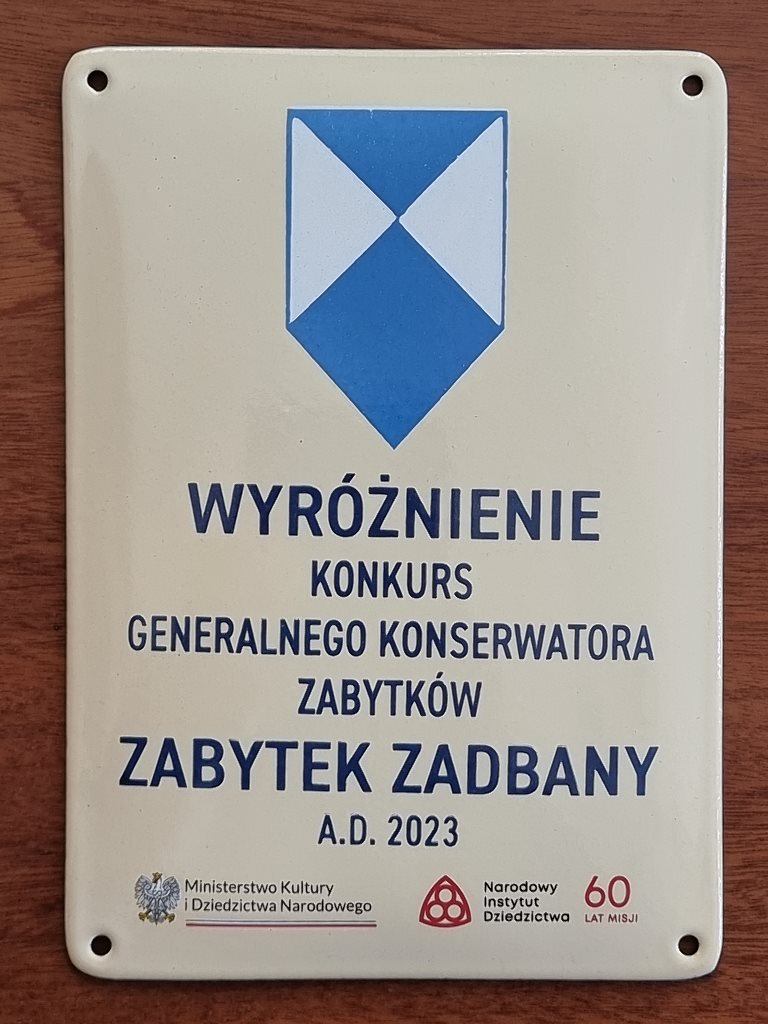 WYRÓŻNIENIE
KONKURS
GENERALNEGO KONSERWATORA
ZABYTKÓW
ZABYTEK ZADBANY
A.D. 2023
Ministerstwo Kultury
i Dziedzictwa Narodowego
Narodowy
Instytut
Dziedzictwa
60
LAT MISJI